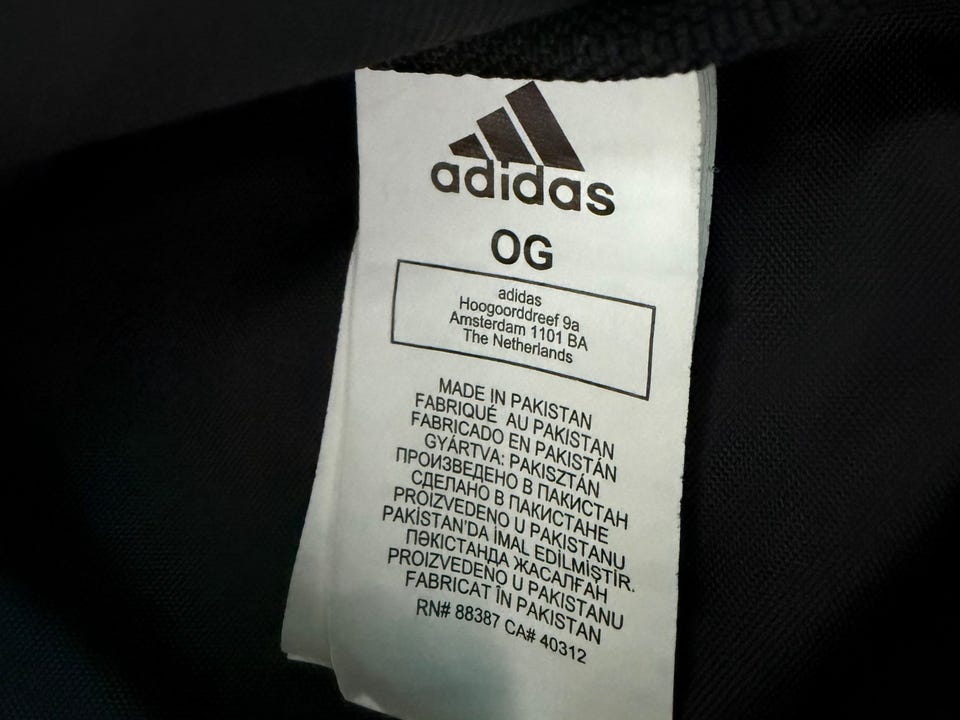 adidas
OG
adidas
Hoogoorddreef 9a
Amsterdam 1101 BA
The Netherlands
MADE IN PAKISTAN
FABRIQUÉ AU PAKISTAN
FABRICADO EN PAKISTÁN
GYÁRTVA: PAKISZTÁN
ПРОИЗВЕДЕНО В ПАКИСТАН
СДЕЛАНО В ПАКИСТАНЕ
PROIZVEDENO U PAKISTANU
PAKİSTAN'DA İMAL EDİLMİŞTİR.
ПӘКІСТАНДА ЖАСАЛҒАН
PROIZVEDENO U PAKISTANU
FABRICAT ÎN PAKISTAN
RN# 88387 CA# 40312